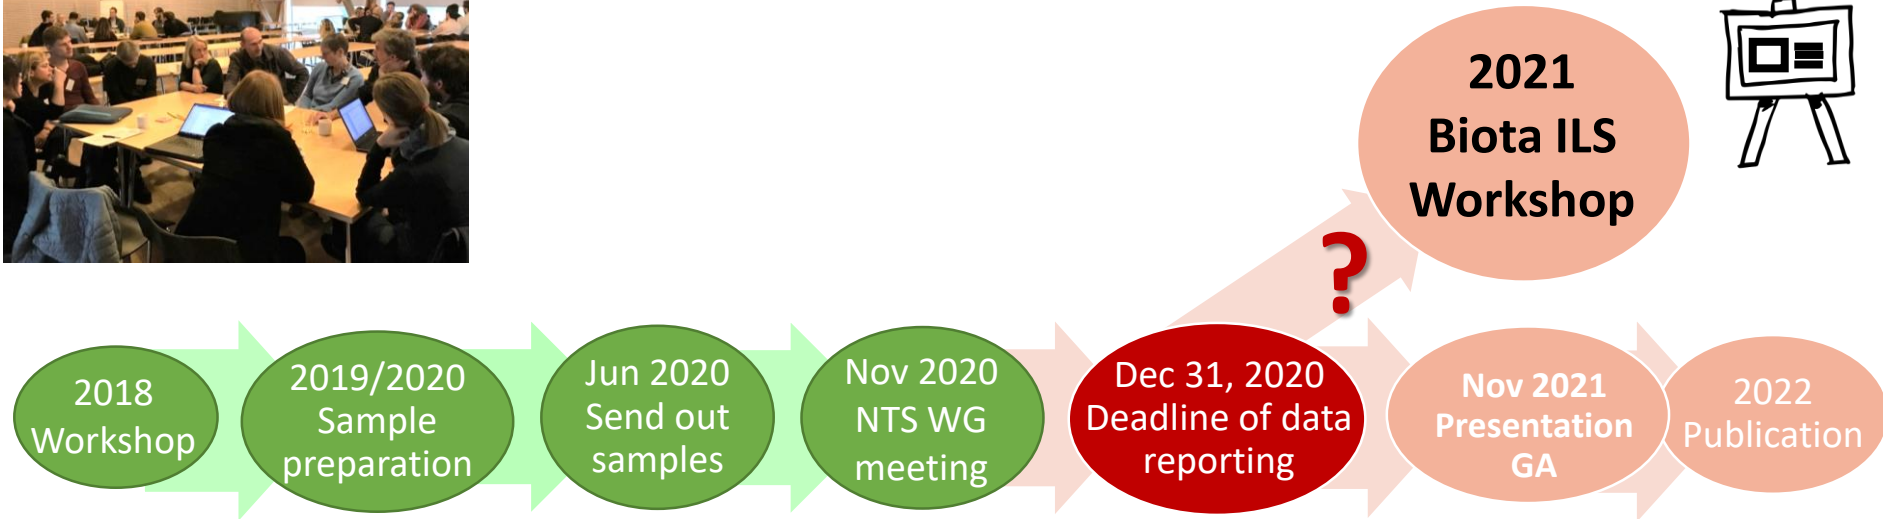 2021
Biota ILS
Workshop
?
2018
Workshop
2019/2020
Sample
preparation
Jun 2020
Send out
samples
Nov 2020
NTS WG
meeting
Dec 31, 2020
Deadline of data
reporting
Nov 2021
Presentation
GA
2022
Publication